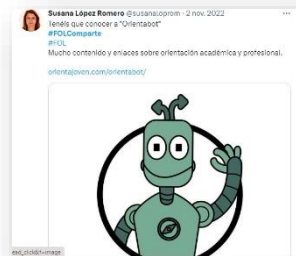 Susana López Romero @susanaloprom · 2 nov. 2022
Tenéis que conocer a "Orientabot"
#FOLComparte
#FOL
Mucho contenido y enlaces sobre orientación académica y profesional.
orientajoven.com/orientabot/